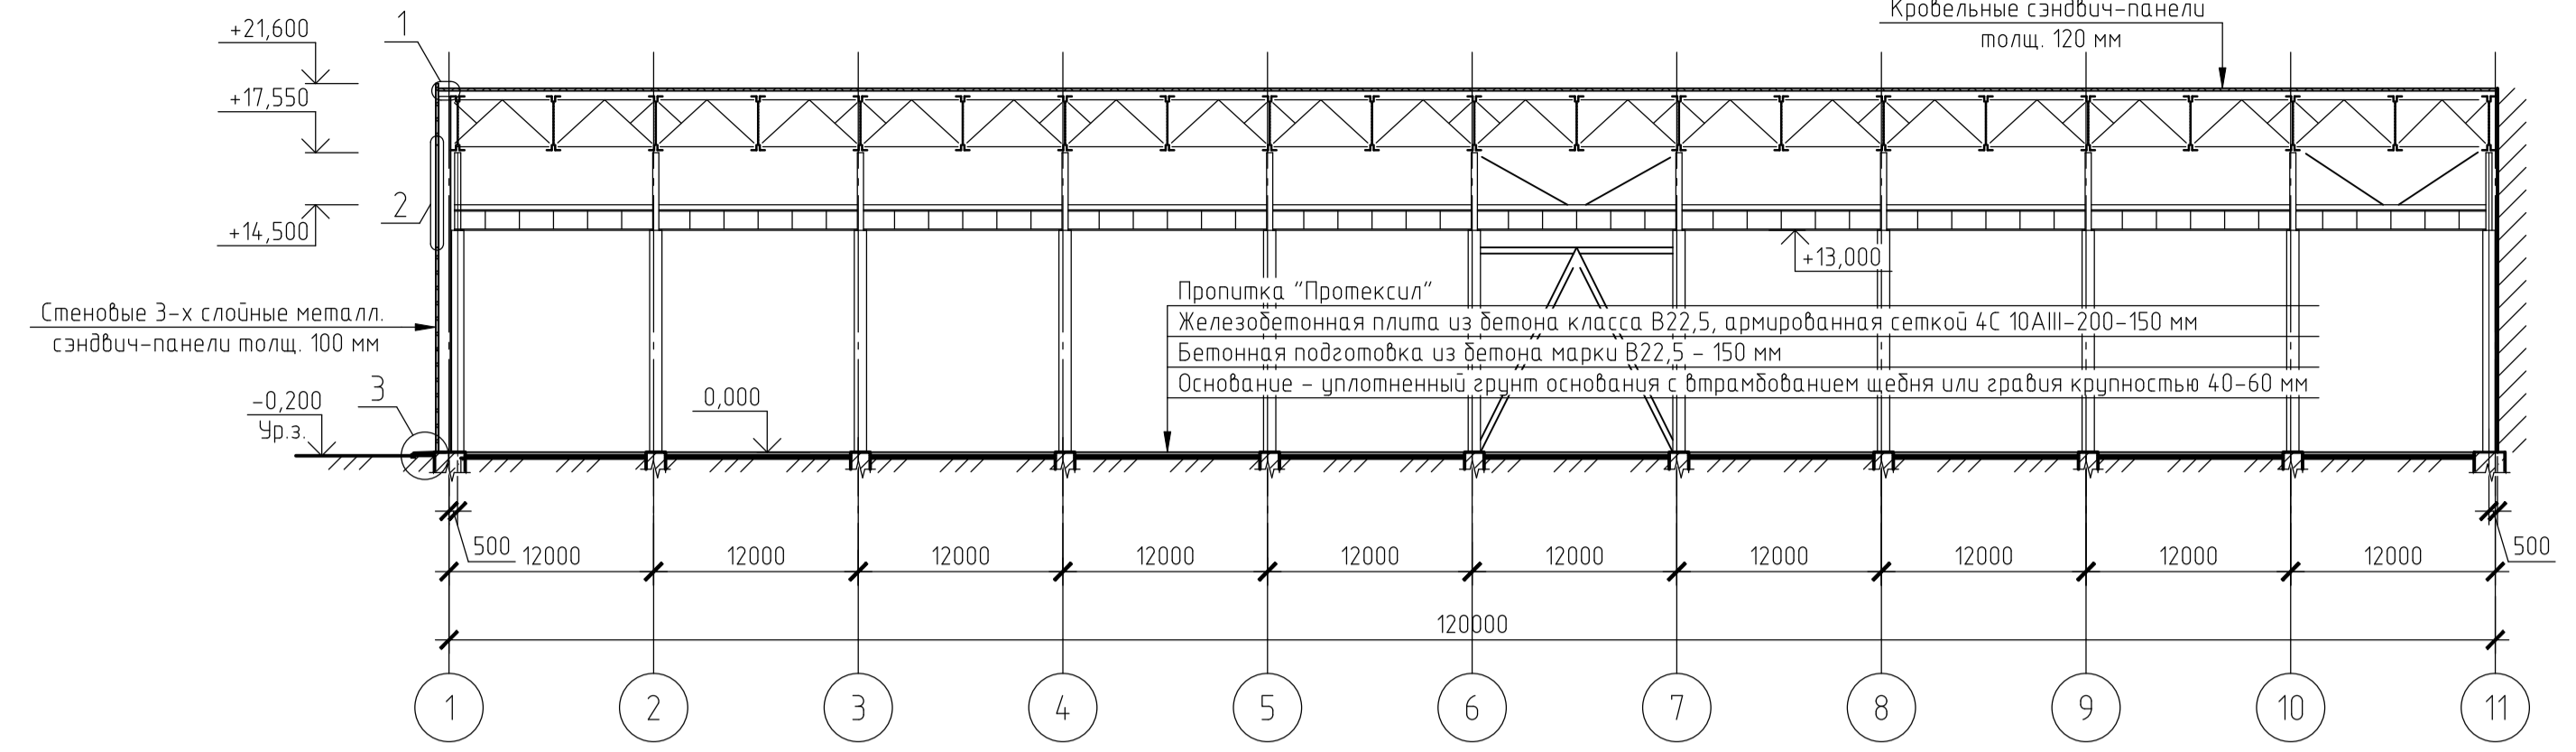 Кровельные сэндвич-панели
толщ. 120 мм
+21,600
1
+17,550
2
+14,500
+13,000
Пропитка "Протексил"
Железобетонная плита из бетона класса В22,5, армированная сеткой 4С 10АIII-200-150 мм
Бетонная подготовка из бетона марки В22,5 - 150 мм
Основание - уплотненный грунт основания с втрамбованием щебня или гравия крупностью 40-60 мм
Стеновые 3-х слойные металл.
сэндвич-панели толщ. 100 мм
3
-0,200
Ур.з.
0,000
500
12000 12000 12000 12000 12000 12000 12000 12000 12000 12000
500
120000
1 2 3 4 5 6 7 8 9 10 11